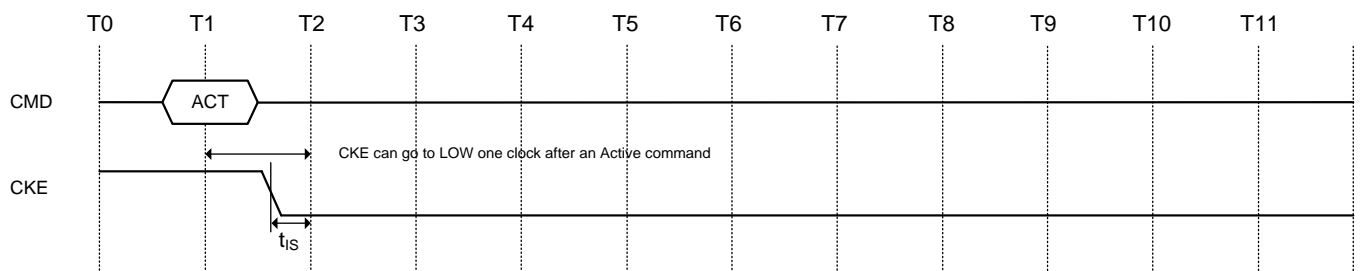 T0 T1 T2 T3 T4 T5 T6 T7 T8 T9 T10 T11
CMD ACT
CKE can go to LOW one clock after an Active command
CKE
tIS